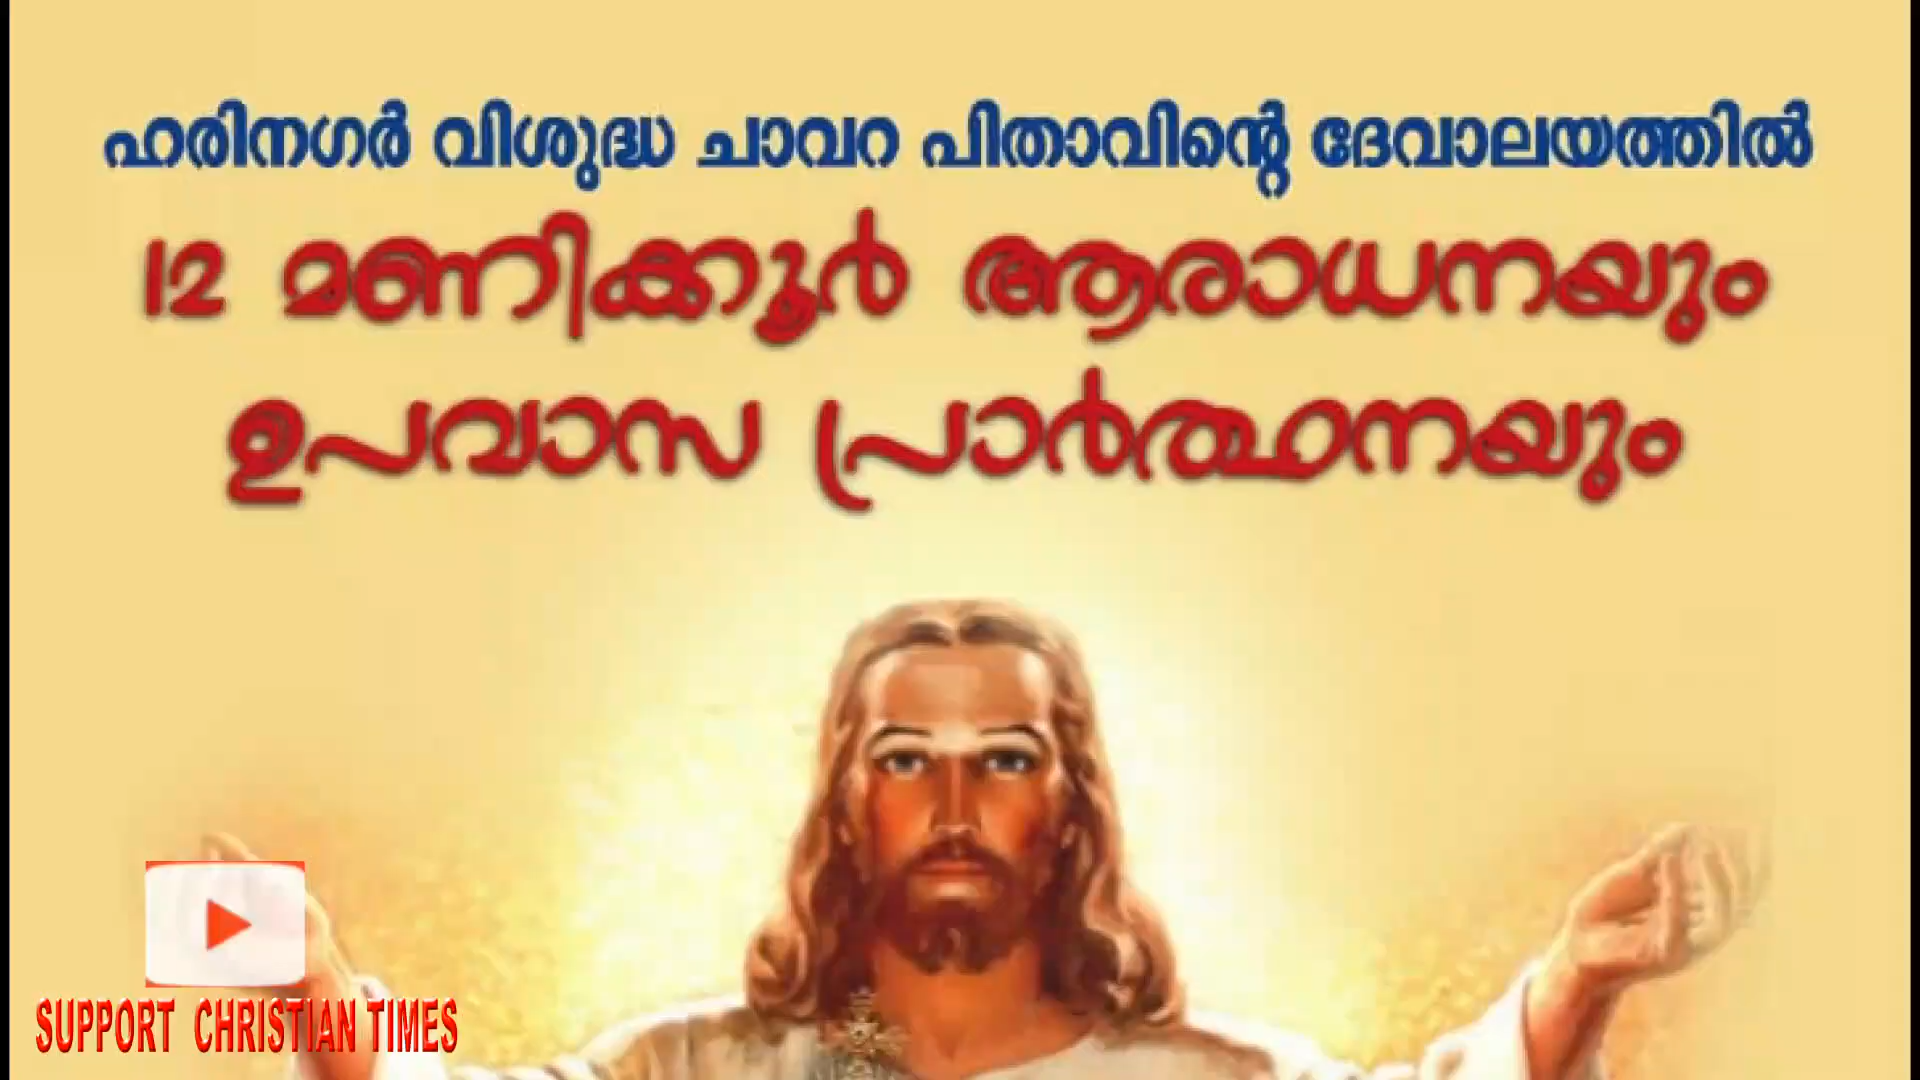 ഹരിനഗർ വിശുദ്ധ ചാവറ പിതാവിന്റെ ദേവാലയത്തിൽ
12 മണിക്കൂർ ആരാധനയും
ഉപവാസ പ്രാർത്ഥനയും
SUPPORT CHRISTIAN TIMES